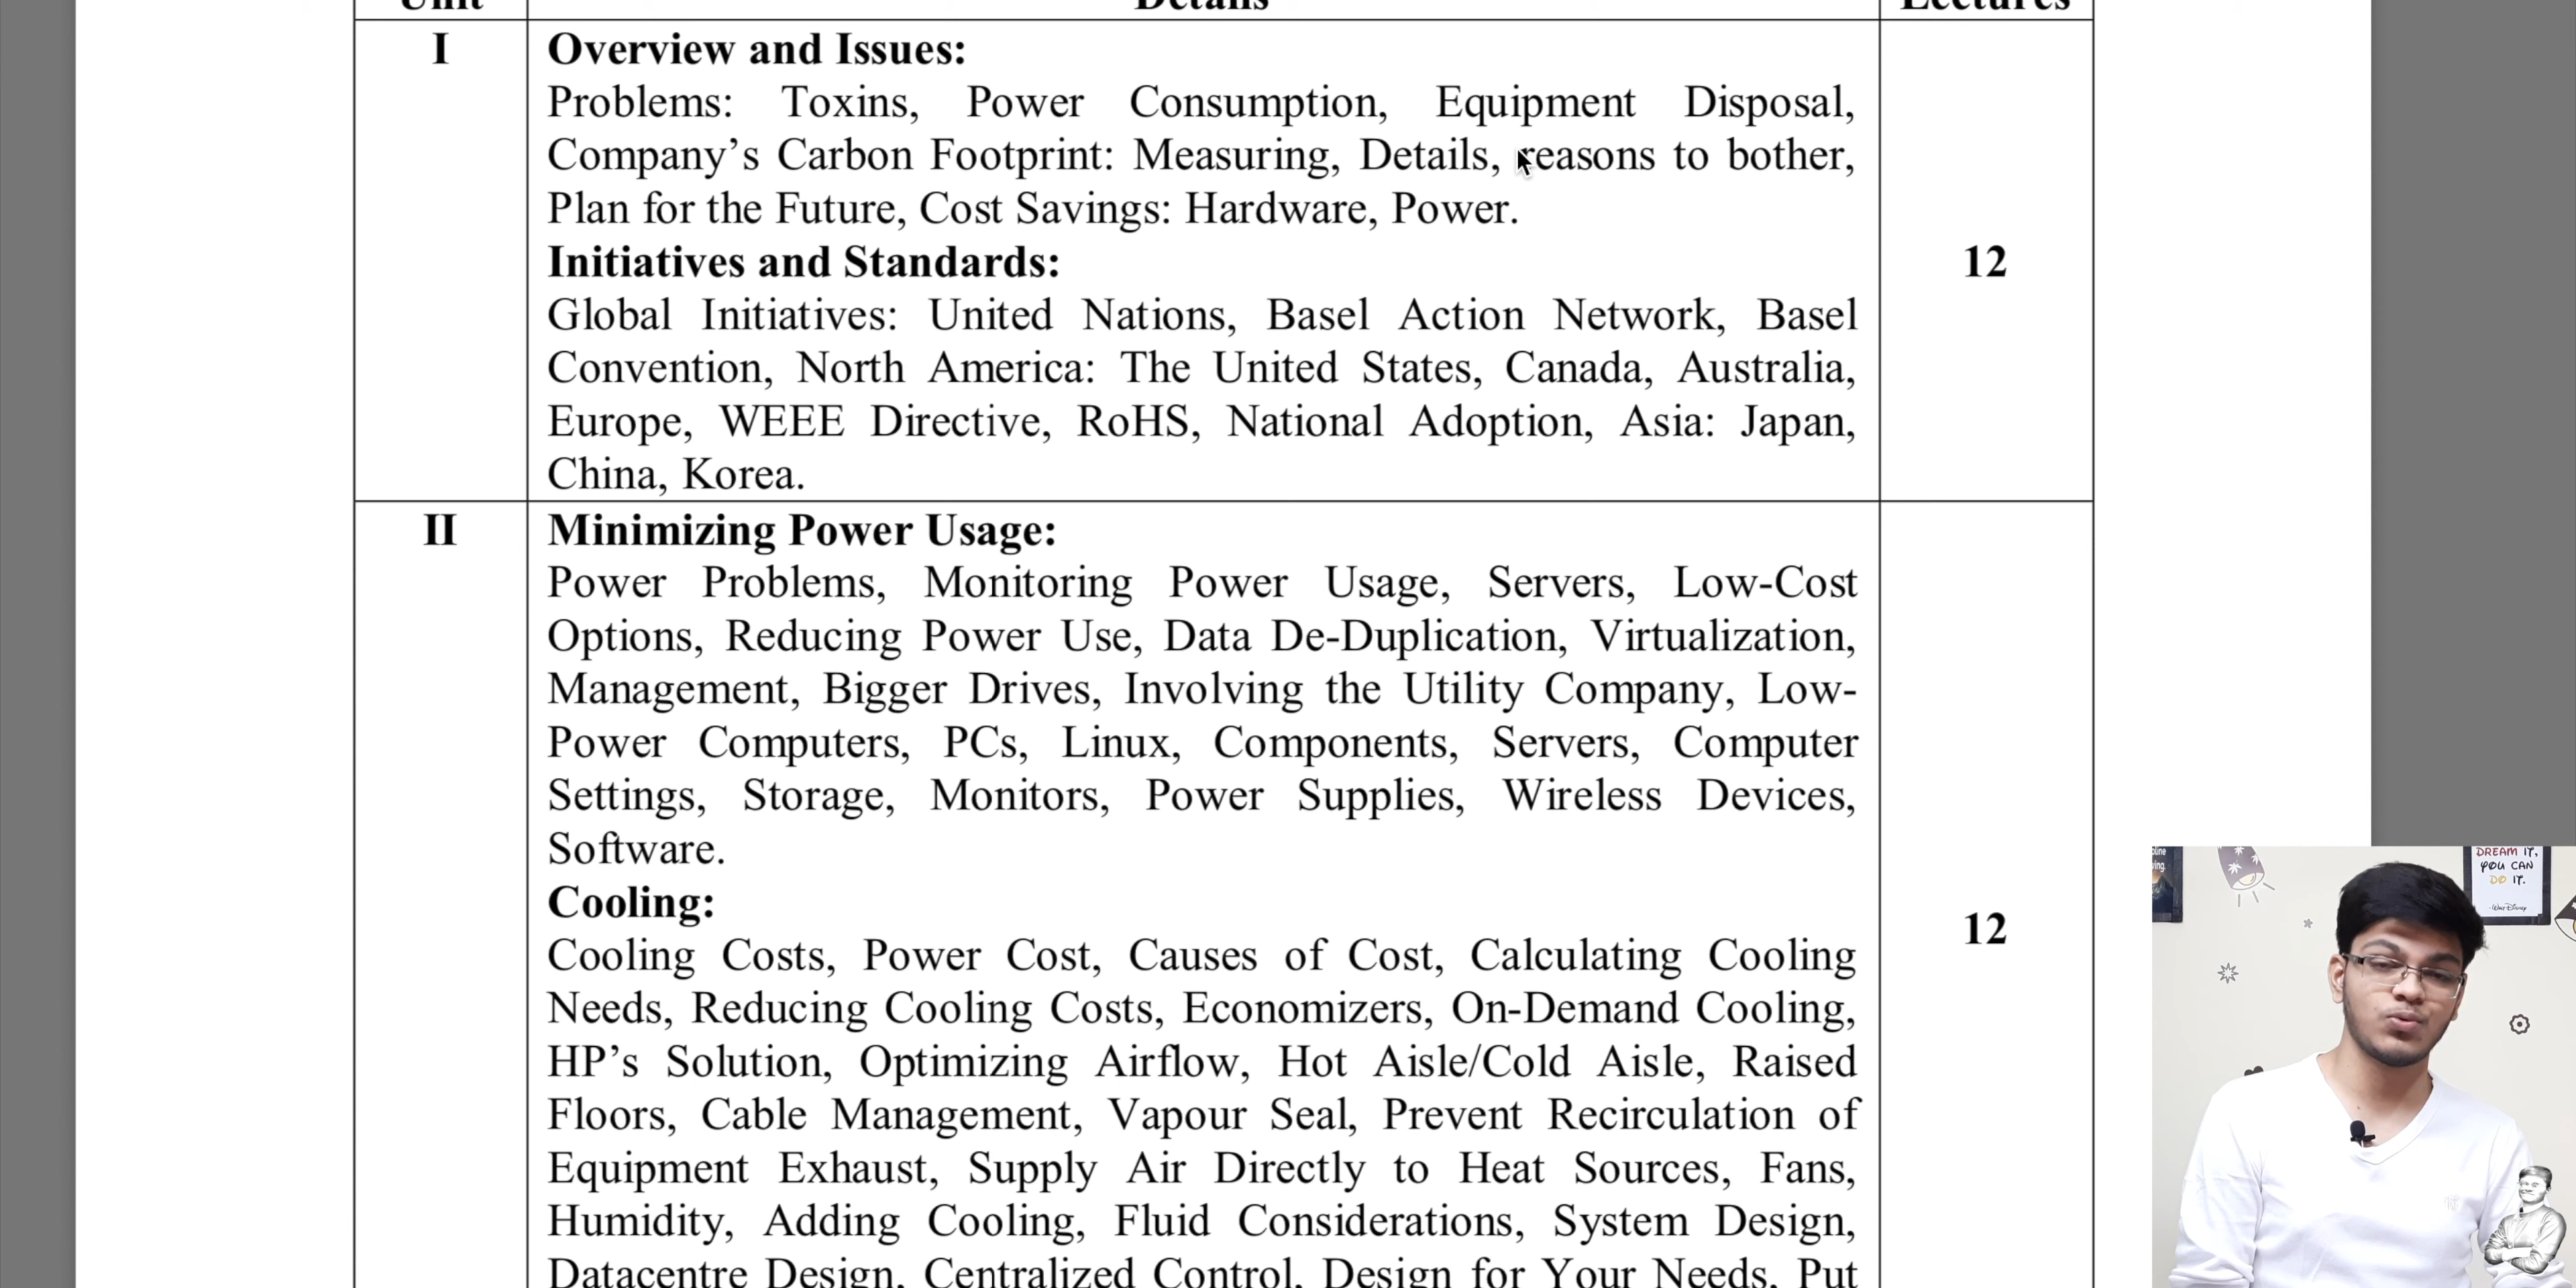 Unit Details Lectures
I Overview and Issues:
Problems: Toxins, Power Consumption, Equipment Disposal,
Company’s Carbon Footprint: Measuring, Details, reasons to bother,
Plan for the Future, Cost Savings: Hardware, Power.
Initiatives and Standards:
12
Global Initiatives: United Nations, Basel Action Network, Basel
Convention, North America: The United States, Canada, Australia,
Europe, WEEE Directive, RoHS, National Adoption, Asia: Japan,
China, Korea.
II Minimizing Power Usage:
Power Problems, Monitoring Power Usage, Servers, Low-Cost
Options, Reducing Power Use, Data De-Duplication, Virtualization,
Management, Bigger Drives, Involving the Utility Company, Low-
Power Computers, PCs, Linux, Components, Servers, Computer
Settings, Storage, Monitors, Power Supplies, Wireless Devices,
Software.
Cooling:
12
Cooling Costs, Power Cost, Causes of Cost, Calculating Cooling
Needs, Reducing Cooling Costs, Economizers, On-Demand Cooling,
HP’s Solution, Optimizing Airflow, Hot Aisle/Cold Aisle, Raised
Floors, Cable Management, Vapour Seal, Prevent Recirculation of
Equipment Exhaust, Supply Air Directly to Heat Sources, Fans,
Humidity, Adding Cooling, Fluid Considerations, System Design,
Datacentre Design, Centralized Control, Design for Your Needs, Put
DREAM IT,
YOU CAN
DO IT.
-Walt Disney